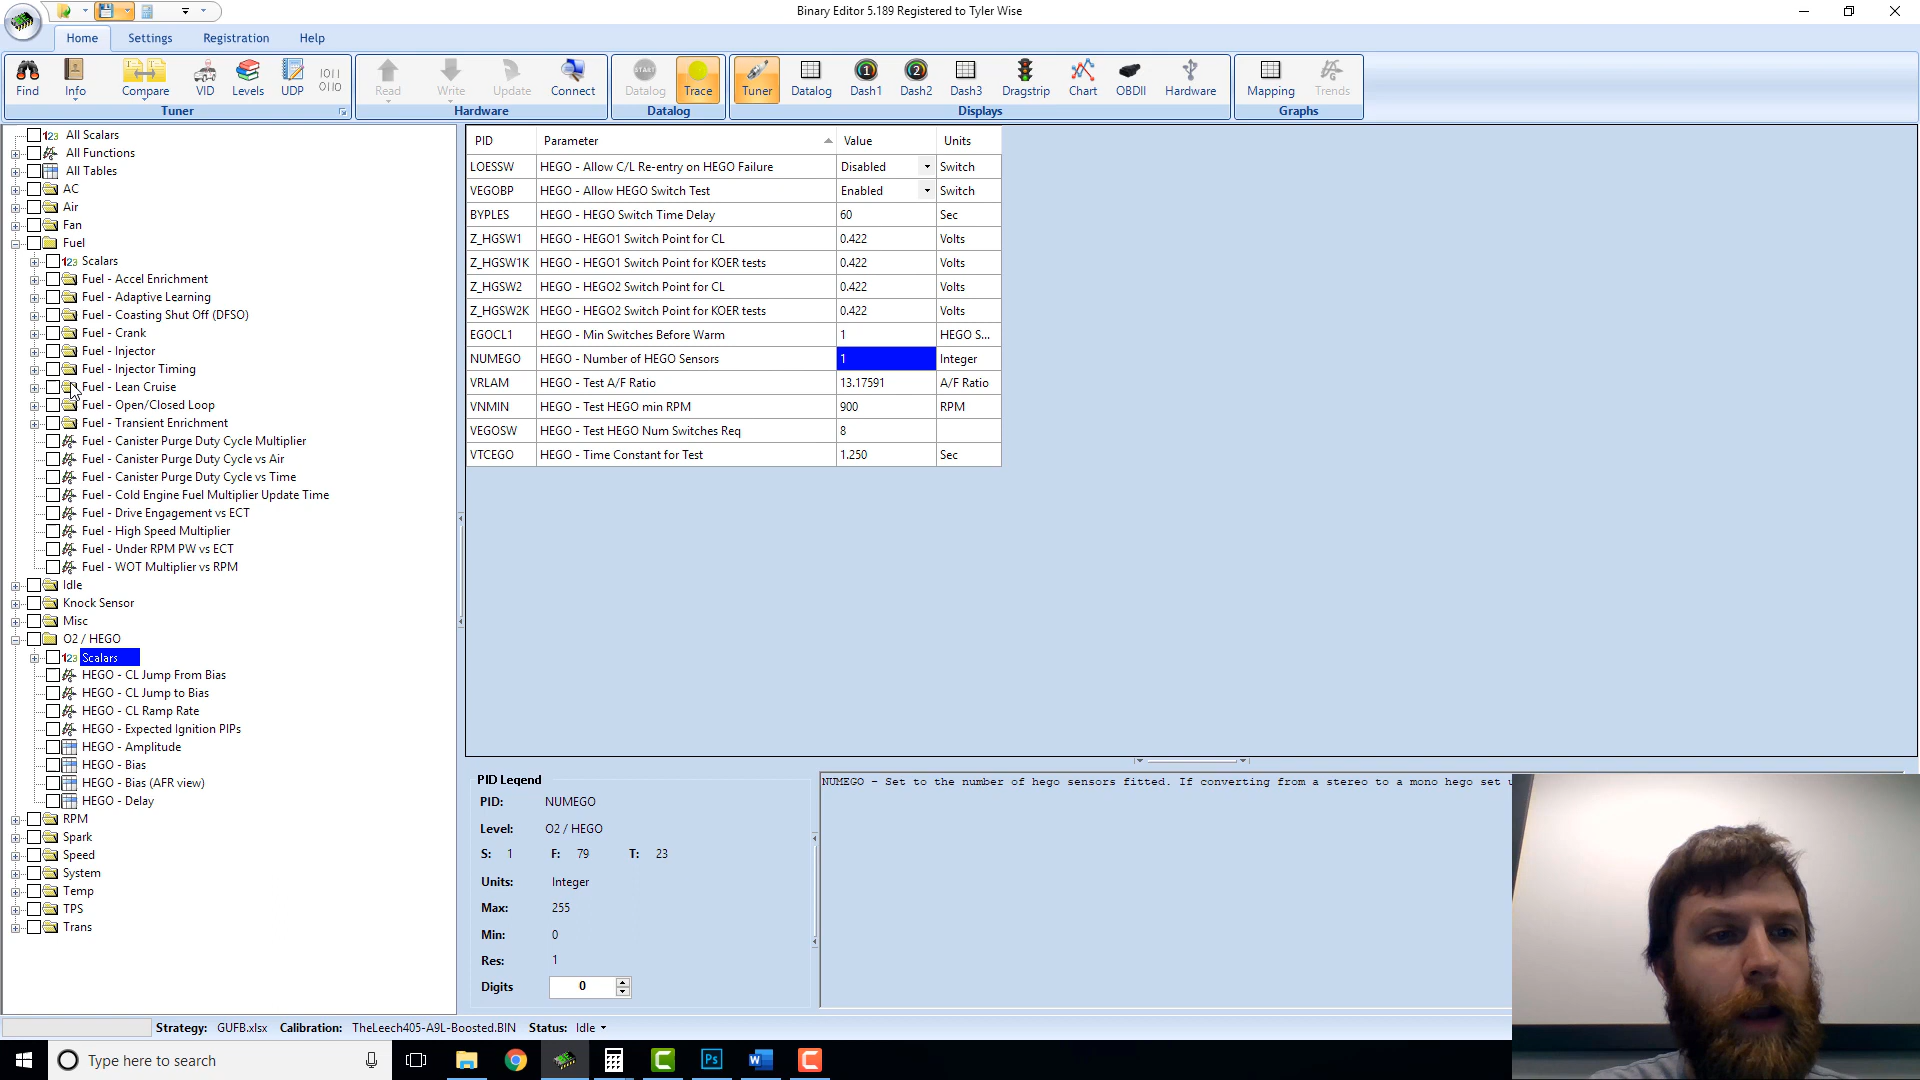 Binary Editor 5.189 Registered to Tyler Wise
Home Settings Registration Help
Find Info Compare VID Levels UDP
Tuner
Read Write Update Connect
Hardware
START
Datalog Trace
Datalog
Tuner Datalog Dash1 Dash2 Dash3 Dragstrip Chart OBDII Hardware
Displays
Mapping Trends
Graphs
All Scalars
All Functions
All Tables
AC
Air
Fan
Fuel
Scalars
Fuel - Accel Enrichment
Fuel - Adaptive Learning
Fuel - Coasting Shut Off (DFSO)
Fuel - Crank
Fuel - Injector
Fuel - Injector Timing
Fuel - Lean Cruise
Fuel - Open/Closed Loop
Fuel - Transient Enrichment
Fuel - Canister Purge Duty Cycle Multiplier
Fuel - Canister Purge Duty Cycle vs Air
Fuel - Canister Purge Duty Cycle vs Time
Fuel - Cold Engine Fuel Multiplier Update Time
Fuel - Drive Engagement vs ECT
Fuel - High Speed Multiplier
Fuel - Under RPM PW vs ECT
Fuel - WOT Multiplier vs RPM
Idle
Knock Sensor
Misc
O2 / HEGO
Scalars
HEGO - CL Jump From Bias
HEGO - CL Jump to Bias
HEGO - CL Ramp Rate
HEGO - Expected Ignition PIPs
HEGO - Amplitude
HEGO - Bias
HEGO - Bias (AFR view)
HEGO - Delay
RPM
Spark
Speed
System
Temp
TPS
Trans
PID Parameter Value Units
LOESSW HEGO - Allow C/L Re-entry on HEGO Failure Disabled Switch
VEGOBP HEGO - Allow HEGO Switch Test Enabled Switch
BYPLES HEGO - HEGO Switch Time Delay 60 Sec
Z_HGSW1 HEGO - HEGO1 Switch Point for CL 0.422 Volts
Z_HGSW1K HEGO - HEGO1 Switch Point for KOER tests 0.422 Volts
Z_HGSW2 HEGO - HEGO2 Switch Point for CL 0.422 Volts
Z_HGSW2K HEGO - HEGO2 Switch Point for KOER tests 0.422 Volts
EGOCL1 HEGO - Min Switches Before Warm 1 HEGO S...
NUMEGO HEGO - Number of HEGO Sensors 1 Integer
VRLAM HEGO - Test A/F Ratio 13.17591 A/F Ratio
VNMIN HEGO - Test HEGO min RPM 900 RPM
VEGOSW HEGO - Test HEGO Num Switches Req 8
VTCEGO HEGO - Time Constant for Test 1.250 Sec
PID Legend
PID: NUMEGO
Level: O2 / HEGO
S: 1 F: 79 T: 23
Units: Integer
Max: 255
Min: 0
Res: 1
Digits 0
NUMEGO - Set to the number of hego sensors fitted. If converting from a stereo to a mono hego set
Strategy: GUFB.xlsx Calibration: TheLeech405-A9L-Boosted.BIN Status: Idle
Type here to search